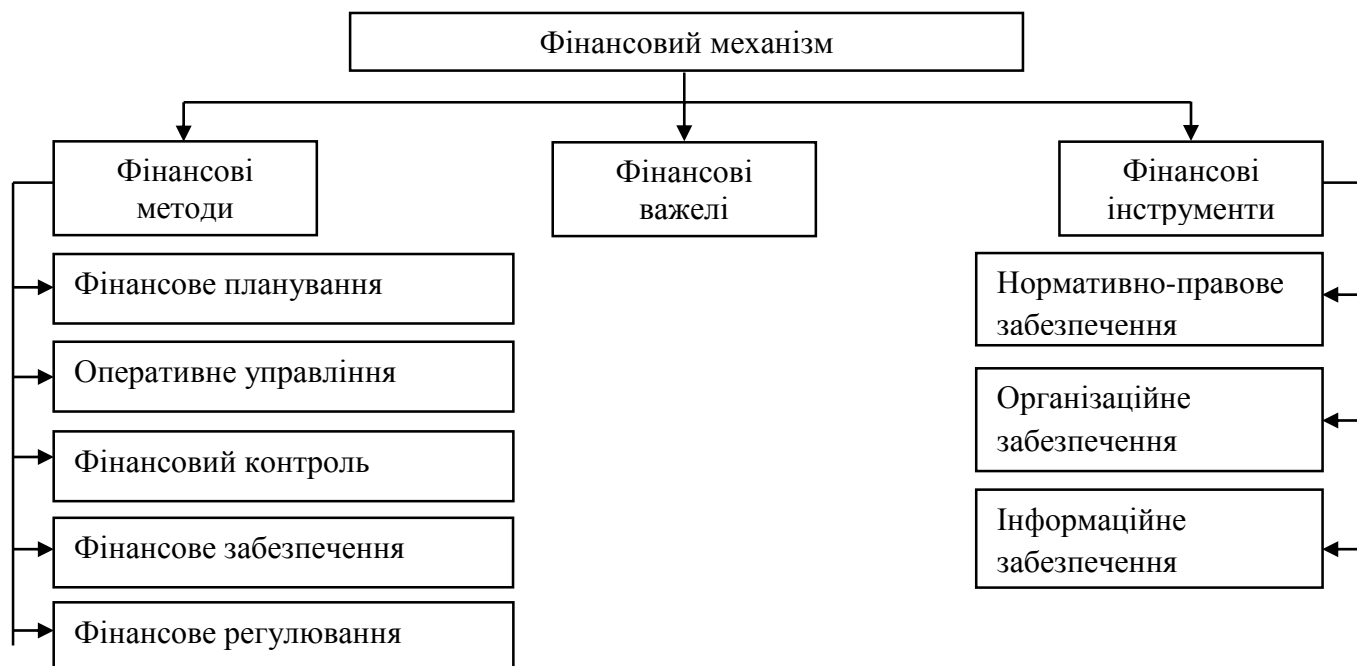 Фінансовий механізм
Фінансові
методи
Фінансові
важелі
Фінансові
інструменти
Фінансове планування
Оперативне управління
Фінансовий контроль
Фінансове забезпечення
Фінансове регулювання
Нормативно-правове
забезпечення
Організаційне
забезпечення
Інформаційне
забезпечення